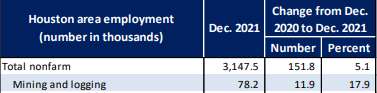 Houston area employment
(number in thousands)
Dec. 2021
Change from Dec.
2020 to Dec. 2021
Number Percent
Total nonfarm 3,147.5 151.8 5.1
Mining and logging 78.2 11.9 17.9